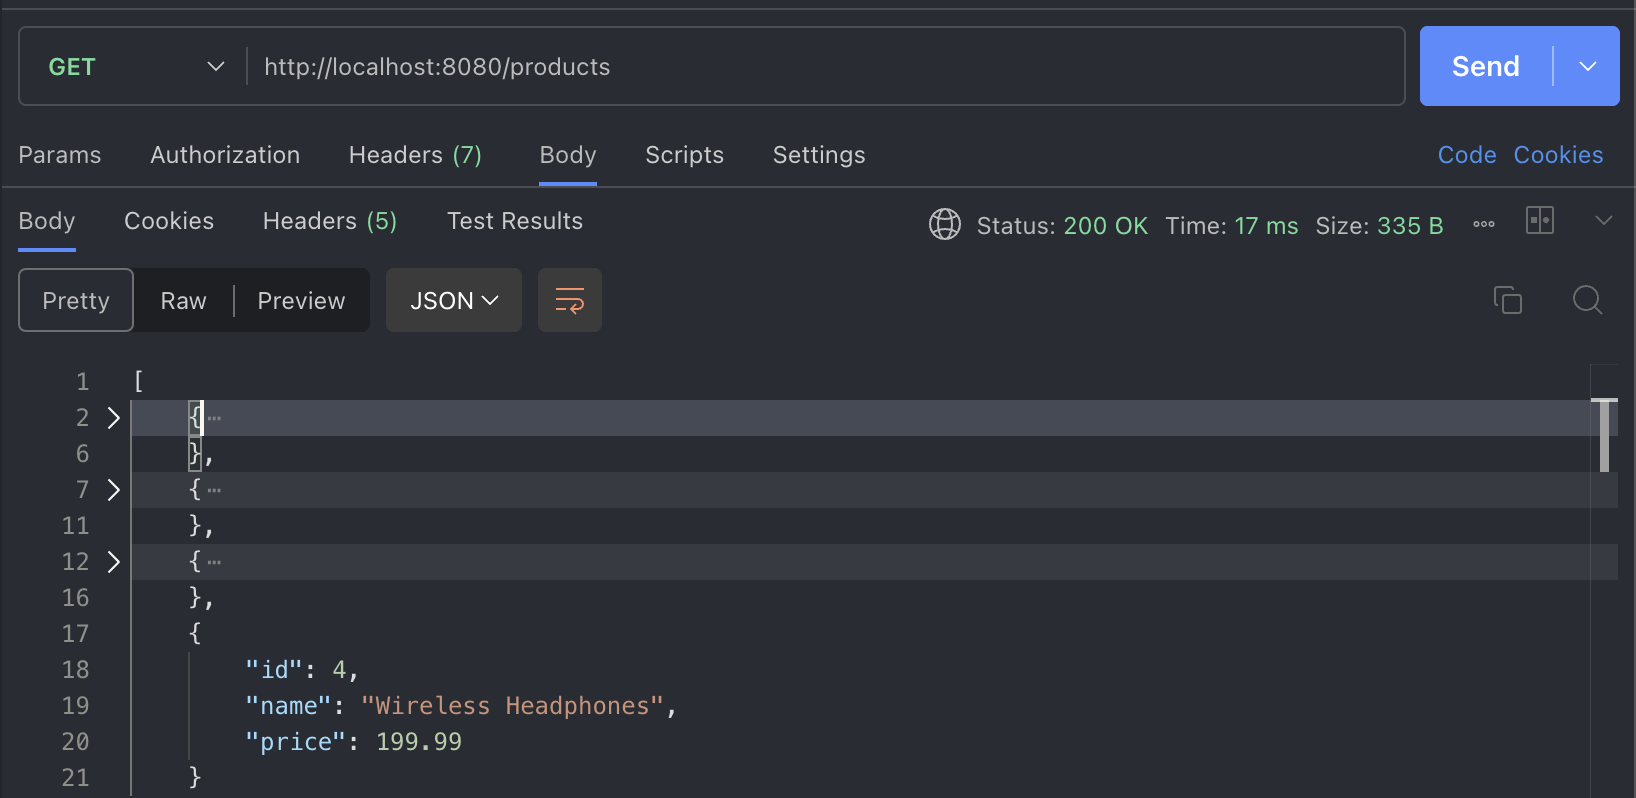 GET http://localhost:8080/products Send
Params Authorization Headers (7) Body Scripts Settings Code Cookies
Body Cookies Headers (5) Test Results Status: 200 OK Time: 17 ms Size: 335 B
Pretty Raw Preview JSON
1 [
2 { ⋯
6 },
7 { ⋯
11 },
12 { ⋯
16 },
17 {
18 "id": 4,
19 "name": "Wireless Headphones",
20 "price": 199.99
21 }